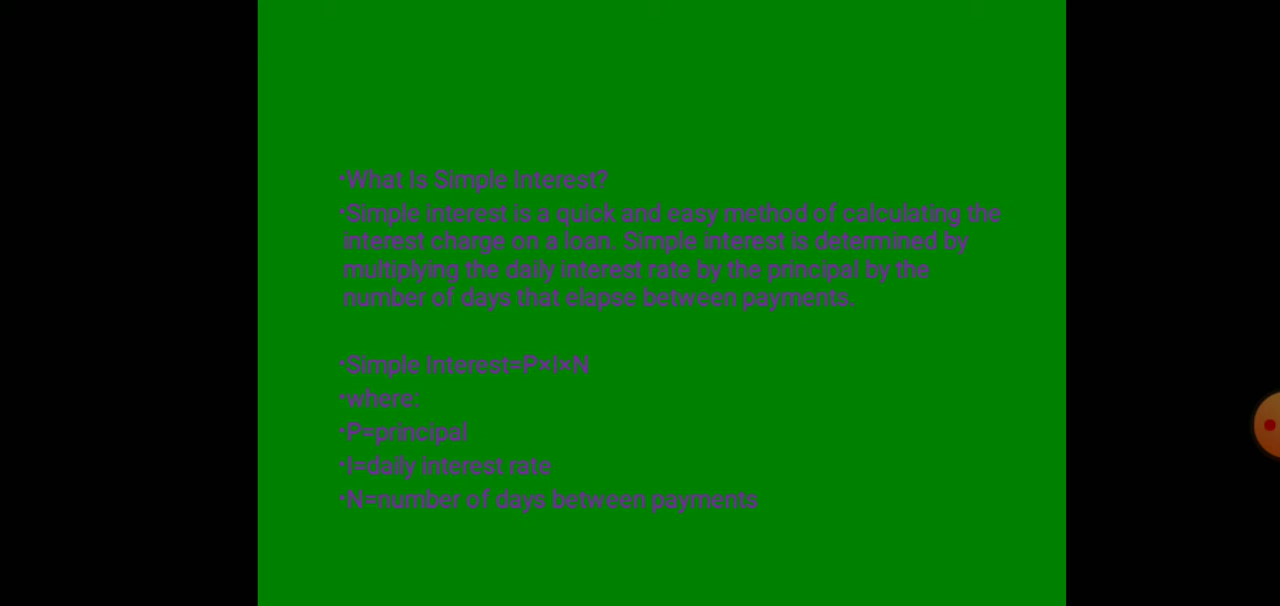 •What Is Simple Interest?
•Simple interest is a quick and easy method of calculating the
interest charge on a loan. Simple interest is determined by
multiplying the daily interest rate by the principal by the
number of days that elapse between payments.
•Simple Interest=P×I×N
•where:
•P=principal
•I=daily interest rate
•N=number of days between payments